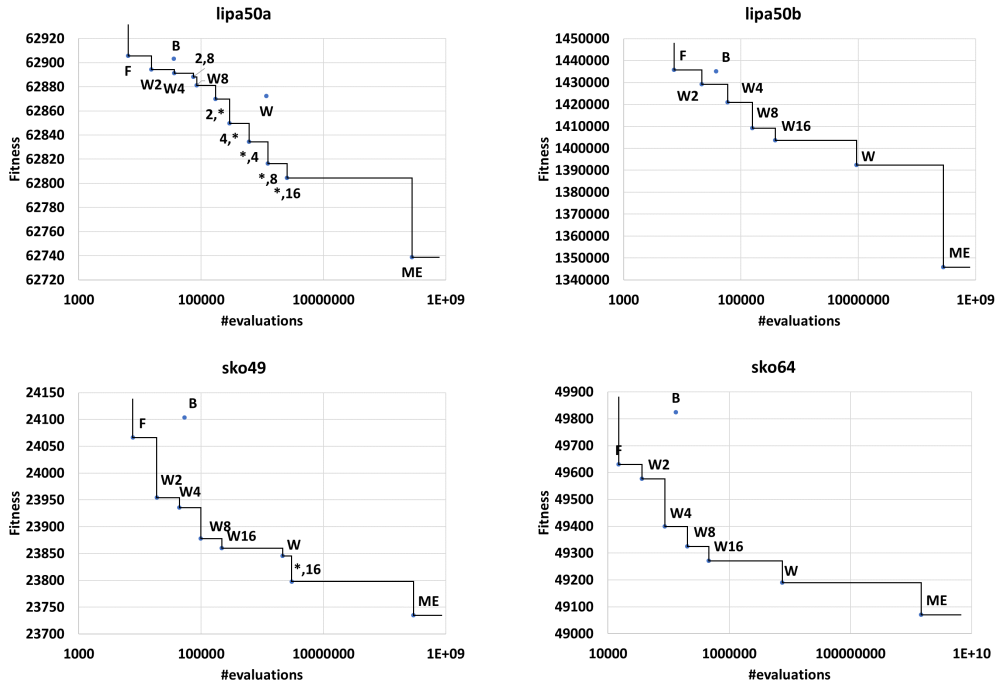 lipa50a
62920
62900
62880
62860
62840
62820
62800
62780
62760
62740
62720
Fitness
F
B
W2
W4
2,8
W8
2,*
W
4,*
*,4
*,8
*,16
ME
1000
100000
10000000
1E+09
#evaluations
lipa50b
1450000
1440000
1430000
1420000
1410000
1400000
1390000
1380000
1370000
1360000
1350000
1340000
Fitness
F
B
W2
W4
W8
W16
W
ME
1000
100000
10000000
1E+09
#evaluations
sko49
24150
24100
24050
24000
23950
23900
23850
23800
23750
23700
Fitness
B
F
W2
W4
W8
W16
W
*,16
ME
1000
100000
10000000
1E+09
#evaluations
sko64
49900
49800
49700
49600
49500
49400
49300
49200
49100
49000
Fitness
B
F
W2
W4
W8
W16
W
ME
10000
1000000
100000000
1E+10
#evaluations